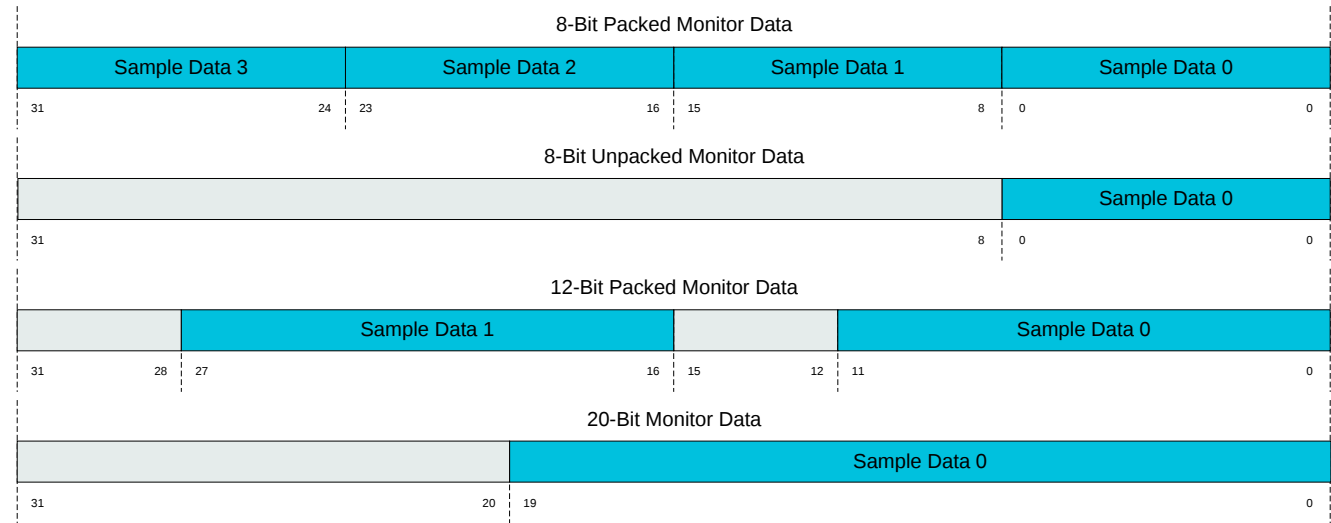 8-Bit Packed Monitor Data
Sample Data 3 Sample Data 2 Sample Data 1 Sample Data 0
31 24 23 16 15 8 0 0
8-Bit Unpacked Monitor Data
Sample Data 0
31 8 0 0
12-Bit Packed Monitor Data
Sample Data 1 Sample Data 0
31 28 27 16 15 12 11 0
20-Bit Monitor Data
Sample Data 0
31 20 19 0